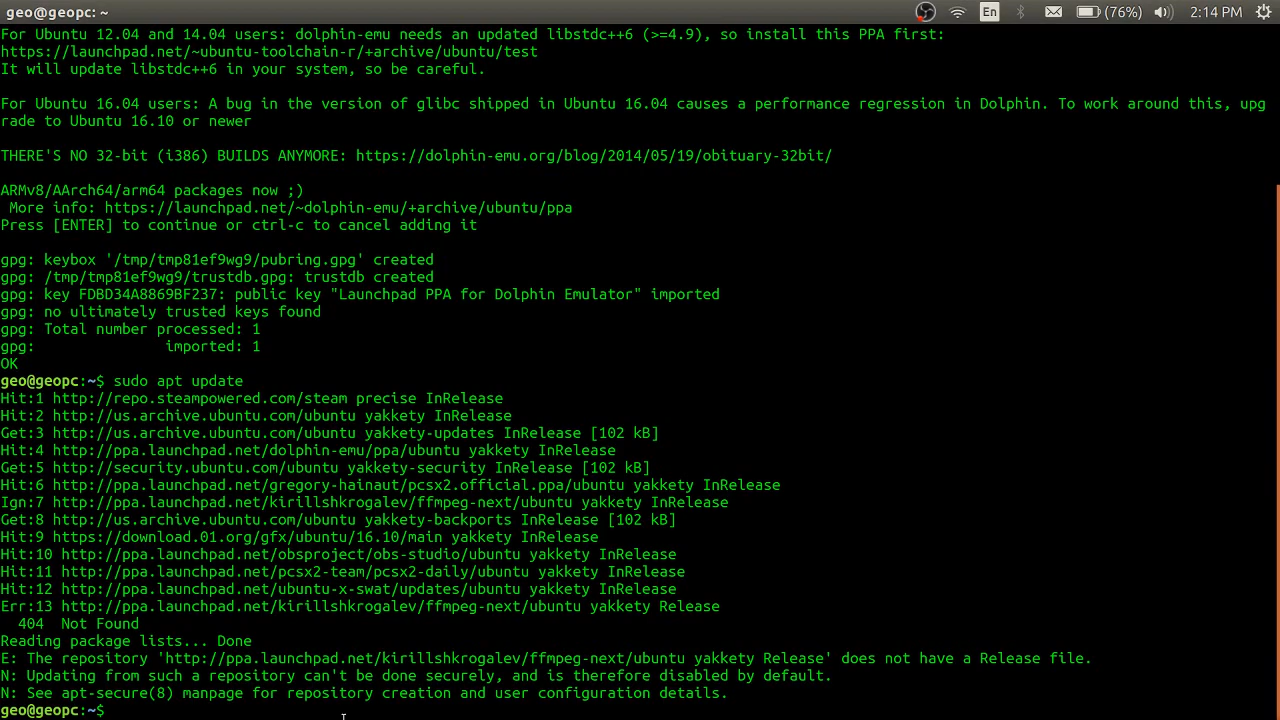 geo@geopc: ~
En
(76%)
2:14 PM
For Ubuntu 12.04 and 14.04 users: dolphin-emu needs an updated libstdc++6 (>=4.9), so install this PPA first:
https://launchpad.net/~ubuntu-toolchain-r/+archive/ubuntu/test
It will update libstdc++6 in your system, so be careful.
For Ubuntu 16.04 users: A bug in the version of glibc shipped in Ubuntu 16.04 causes a performance regression in Dolphin. To work around this, upg
rade to Ubuntu 16.10 or newer
THERE'S NO 32-bit (i386) BUILDS ANYMORE: https://dolphin-emu.org/blog/2014/05/19/obituary-32bit/
ARMv8/AArch64/arm64 packages now ;)
 More info: https://launchpad.net/~dolphin-emu/+archive/ubuntu/ppa
Press [ENTER] to continue or ctrl-c to cancel adding it
gpg: keybox '/tmp/tmp81ef9wg9/pubring.gpg' created
gpg: /tmp/tmp81ef9wg9/trustdb.gpg: trustdb created
gpg: key FDBD34A8869BF237: public key "Launchpad PPA for Dolphin Emulator" imported
gpg: no ultimately trusted keys found
gpg: Total number processed: 1
gpg:               imported: 1
OK
geo@geopc:~$ sudo apt update
Hit:1 http://repo.steampowered.com/steam precise InRelease
Hit:2 http://us.archive.ubuntu.com/ubuntu yakkety InRelease
Get:3 http://us.archive.ubuntu.com/ubuntu yakkety-updates InRelease [102 kB]
Hit:4 http://ppa.launchpad.net/dolphin-emu/ppa/ubuntu yakkety InRelease
Get:5 http://security.ubuntu.com/ubuntu yakkety-security InRelease [102 kB]
Hit:6 http://ppa.launchpad.net/gregory-hainaut/pcsx2.official.ppa/ubuntu yakkety InRelease
Ign:7 http://ppa.launchpad.net/kirillshkrogalev/ffmpeg-next/ubuntu yakkety InRelease
Get:8 http://us.archive.ubuntu.com/ubuntu yakkety-backports InRelease [102 kB]
Hit:9 https://download.01.org/gfx/ubuntu/16.10/main yakkety InRelease
Hit:10 http://ppa.launchpad.net/obsproject/obs-studio/ubuntu yakkety InRelease
Hit:11 http://ppa.launchpad.net/pcsx2-team/pcsx2-daily/ubuntu yakkety InRelease
Hit:12 http://ppa.launchpad.net/ubuntu-x-swat/updates/ubuntu yakkety InRelease
Err:13 http://ppa.launchpad.net/kirillshkrogalev/ffmpeg-next/ubuntu yakkety Release
  404  Not Found
Reading package lists... Done
E: The repository 'http://ppa.launchpad.net/kirillshkrogalev/ffmpeg-next/ubuntu yakkety Release' does not have a Release file.
N: Updating from such a repository can't be done securely, and is therefore disabled by default.
N: See apt-secure(8) manpage for repository creation and user configuration details.
geo@geopc:~$